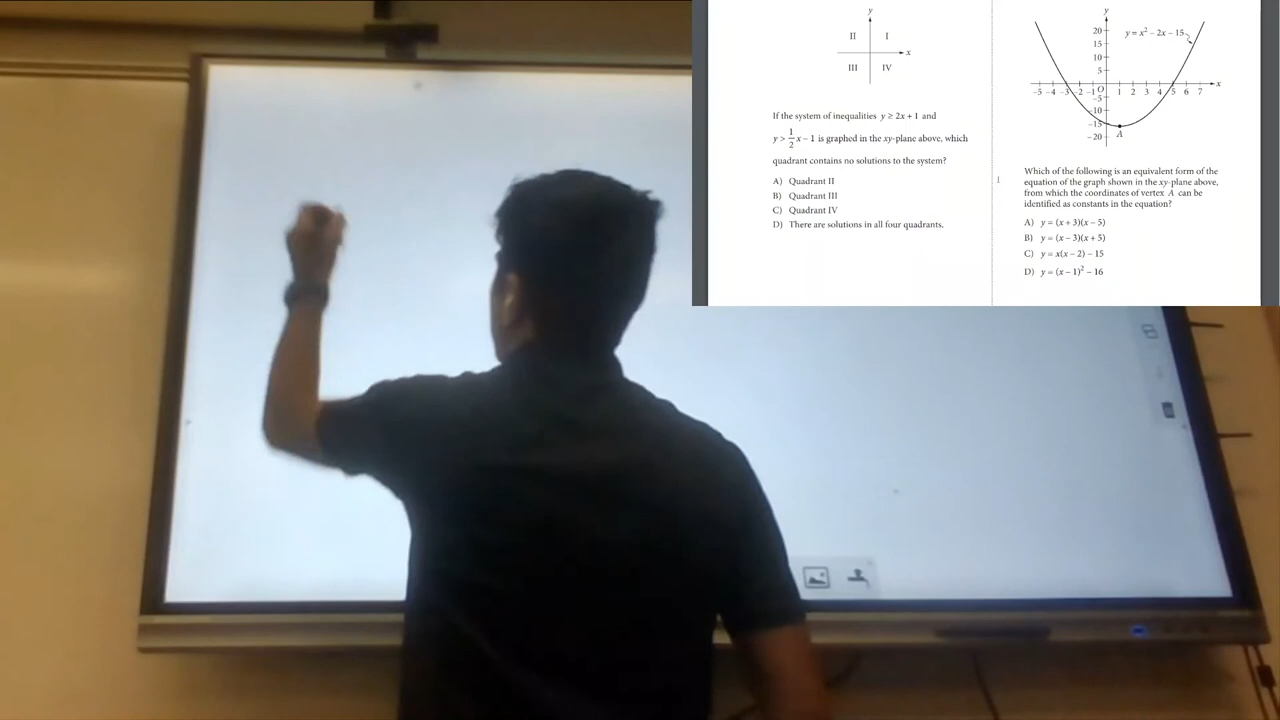 y
II I
x
III IV
If the system of inequalities y ≥ 2x + 1 and
y > 1/2 x − 1 is graphed in the xy-plane above, which
quadrant contains no solutions to the system?
A) Quadrant II
B) Quadrant III
C) Quadrant IV
D) There are solutions in all four quadrants.
1
y
20
y = x² − 2x − 15
15
10
5
x
−5 −4 −3 −2 −1 O 1 2 3 4 5 6 7
−5
−10
−15
A
−20
Which of the following is an equivalent form of the
equation of the graph shown in the xy-plane above,
from which the coordinates of vertex A can be
identified as constants in the equation?
A) y = (x + 3)(x − 5)
B) y = (x − 3)(x + 5)
C) y = x(x − 2) − 15
D) y = (x − 1)² − 16